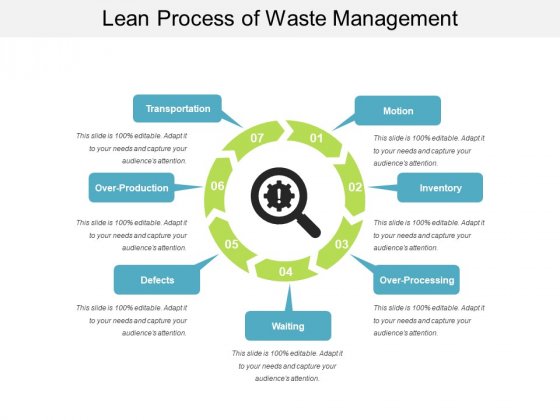 Lean Process of Waste Management
Transportation
This slide is 100% editable. Adapt it
to your needs and capture your
audience's attention.
Motion
This slide is 100% editable. Adapt it
to your needs and capture your
audience's attention.
07
01
Over-Production
06
02
Inventory
This slide is 100% editable. Adapt it
to your needs and capture your
audience's attention.
This slide is 100% editable. Adapt it
to your needs and capture your
audience's attention.
05
03
Defects
04
Over-Processing
This slide is 100% editable. Adapt it
to your needs and capture your
audience's attention.
This slide is 100% editable. Adapt it
to your needs and capture your
audience's attention.
Waiting
This slide is 100% editable. Adapt it
to your needs and capture your
audience's attention.